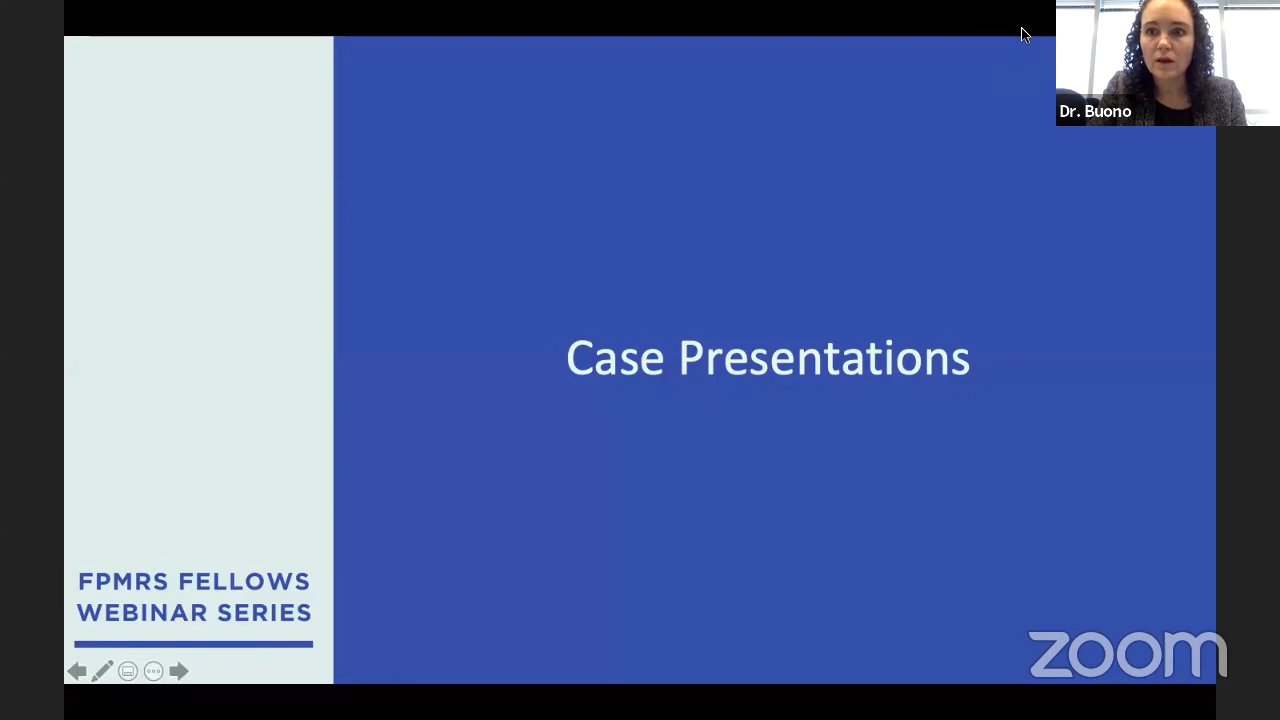 Dr. Buono
Case Presentations
FPMRS FELLOWS
WEBINAR SERIES
zoom